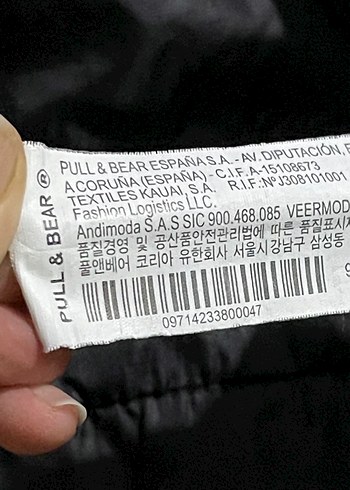 PULL & BEAR ®
PULL & BEAR ESPAÑA S.A. - AV. DIPUTACIÓN,
A CORUÑA (ESPAÑA) - C.I.F. A-15108673
TEXTILES KAUAI, S.A. R.I.F.: Nº J308101001
Fashion Logistics LLC.
Andimoda S.A.S SIC 900.468.085 VEERMOD
품질경영 및 공산품안전관리법에 따른 품질표시
풀앤베어 코리아 유한회사 서울시 강남구 삼성동
09714233800047